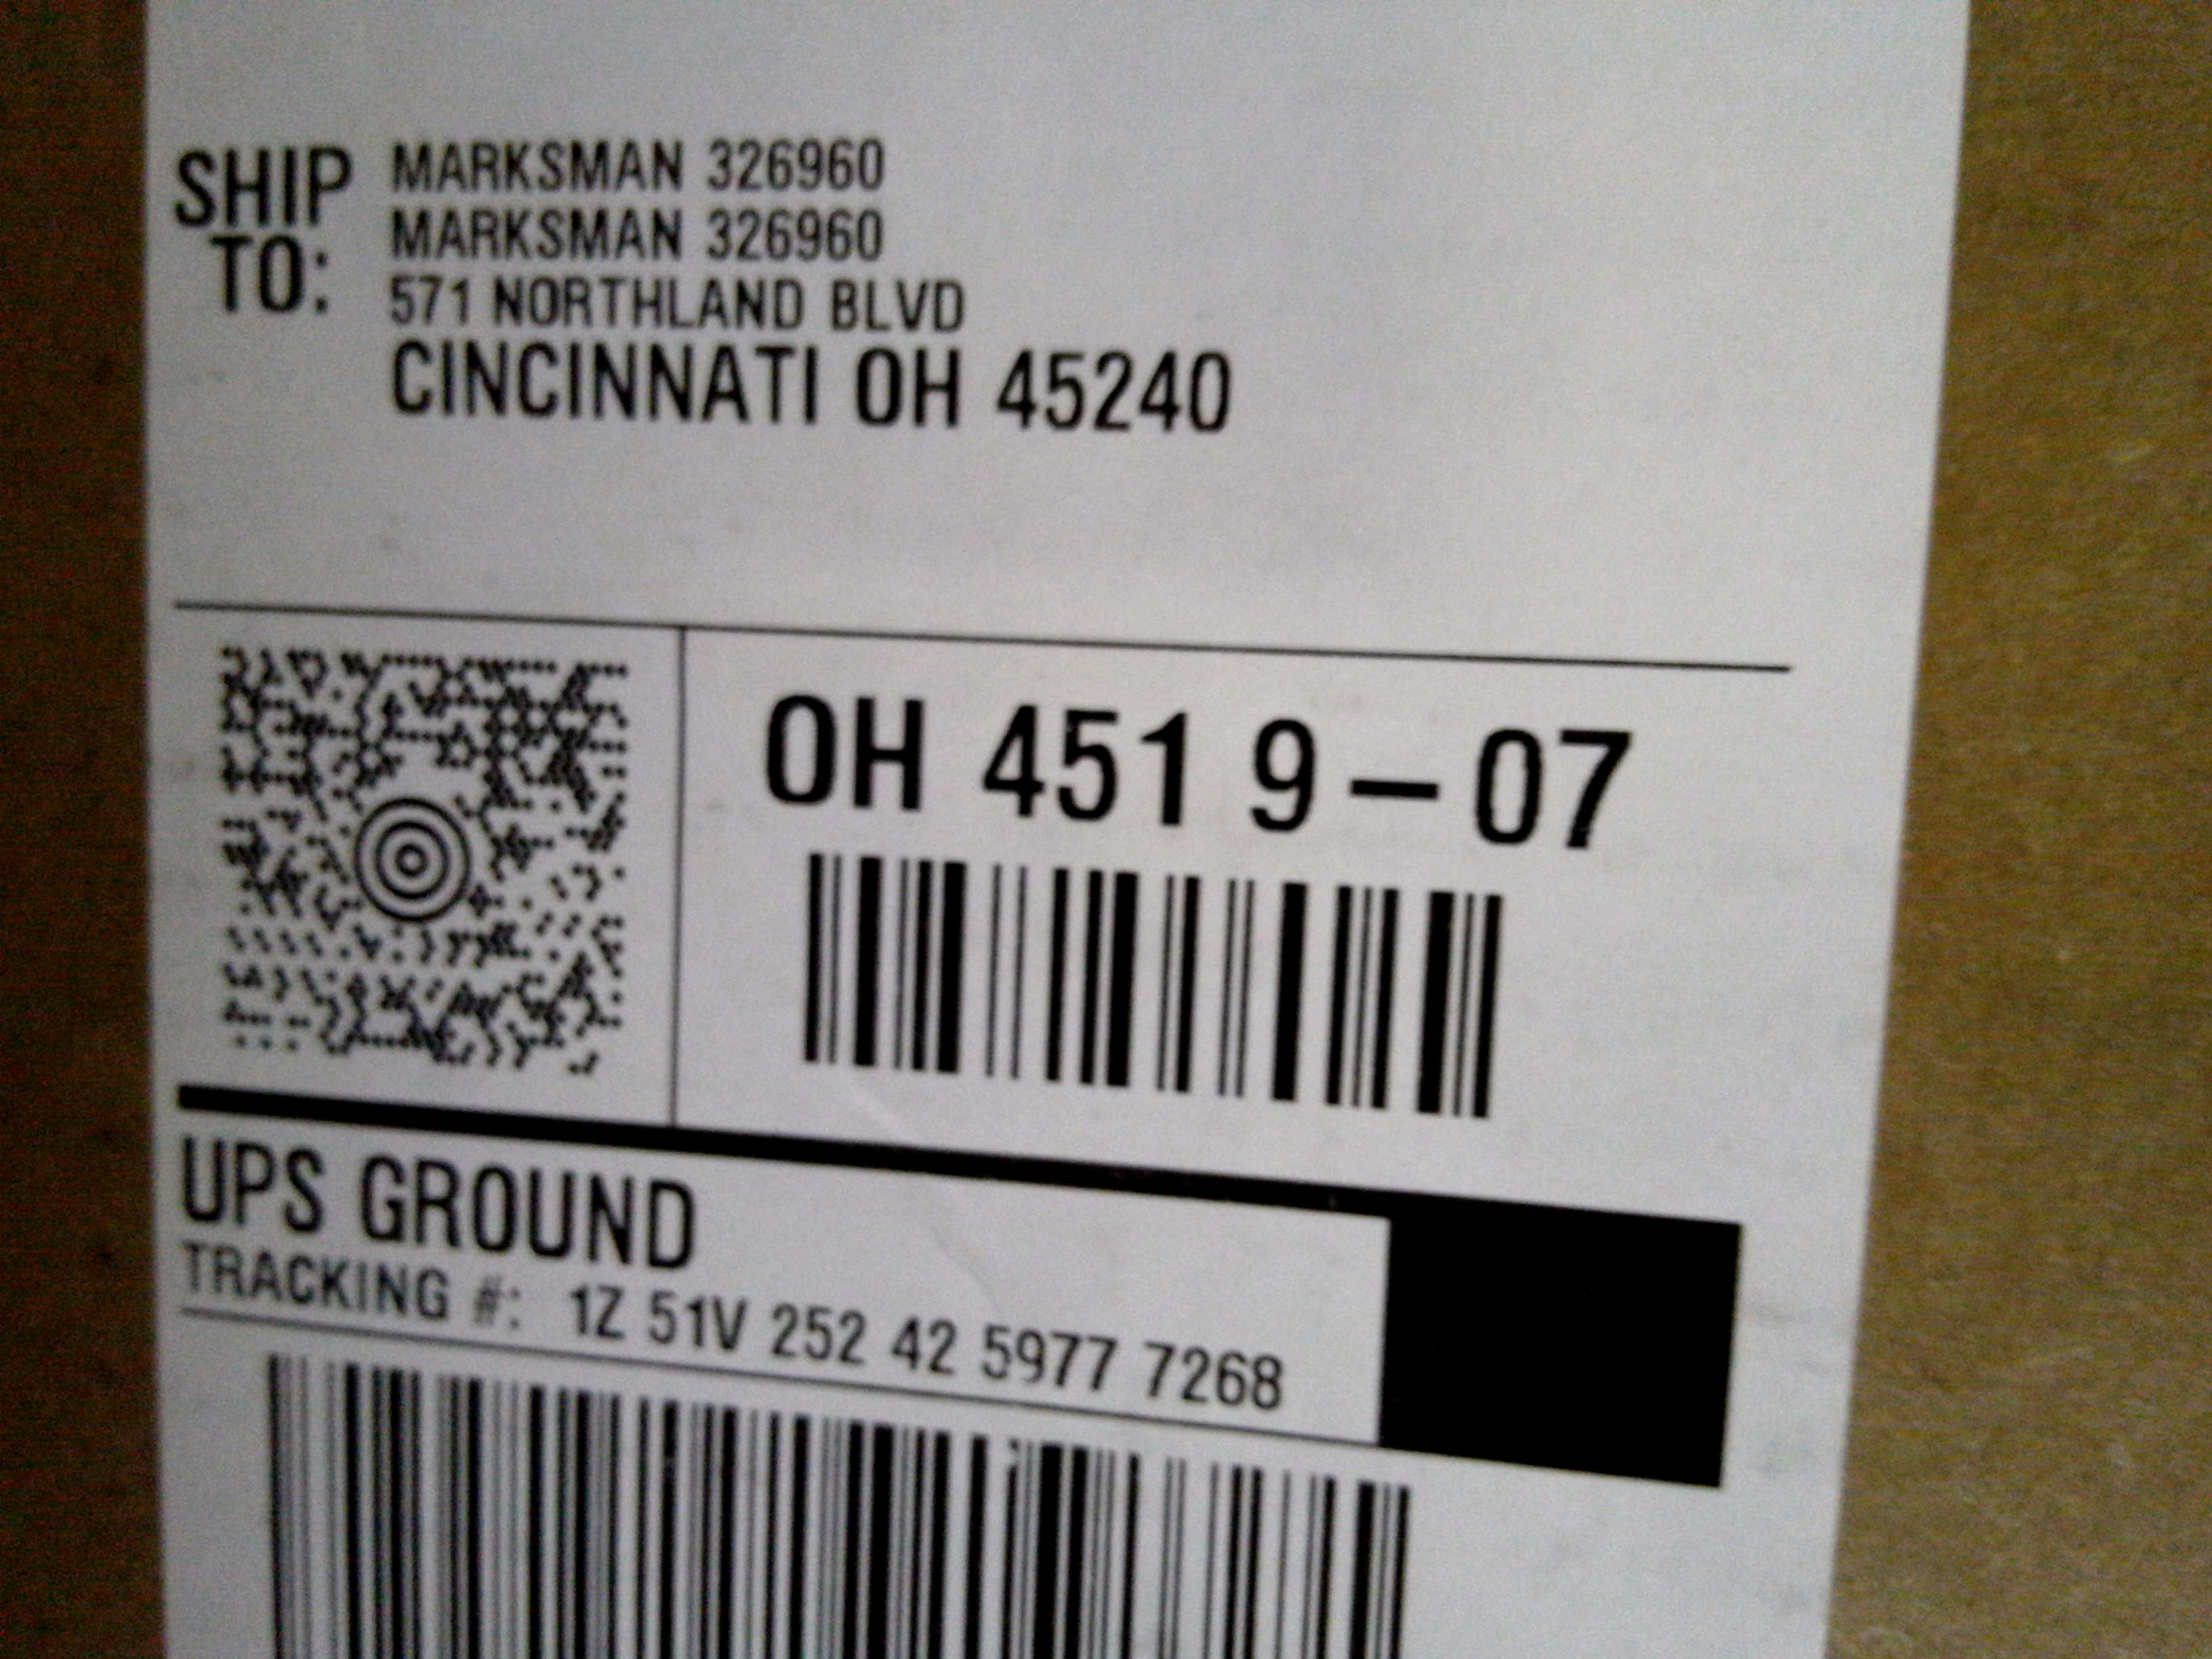 SHIP TO:
MARKSMAN 326960
MARKSMAN 326960
571 NORTHLAND BLVD
CINCINNATI OH 45240
OH 451 9-07
UPS GROUND
TRACKING #: 1Z 51V 252 42 5977 7268